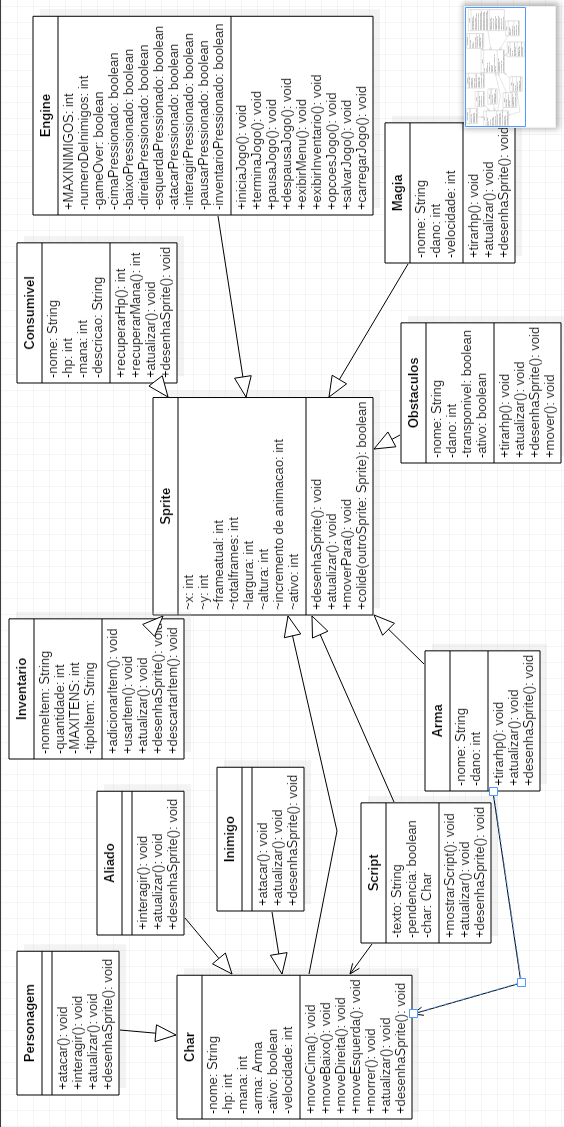 Engine
+MAXINIMIGOS: int
-numeroDeInimigos: int
-gameOver: boolean
-cimaPressionado: boolean
-baixoPressionado: boolean
-direitaPressionado: boolean
-esquerdaPressionado: boolean
-atacarPressionado: boolean
-interagirPressionado: boolean
-pausarPressionado: boolean
-inventarioPressionado: boolean
+iniciaJogo(): void
+terminaJogo(): void
+pausaJogo(): void
+despausaJogo(): void
+exibirMenu(): void
+exibirInventario(): void
+opcoesJogo(): void
+salvarJogo(): void
+carregarJogo(): void
Consumivel
-nome: String
-hp: int
-mana: int
-descricao: String
+recuperarHp(): int
+recuperarMana(): int
+atualizar(): void
+desenhaSprite(): void
Magia
-nome: String
-dano: int
-velocidade: int
+tirarhp(): void
+atualizar(): void
+desenhaSprite(): void
Obstaculos
-nome: String
-dano: int
-transponivel: boolean
-ativo: boolean
+tirarhp(): void
+atualizar(): void
+desenhaSprite(): void
+mover(): void
Sprite
~x: int
~y: int
~frameatual: int
~totalframes: int
~largura: int
~altura: int
~incremento de animacao: int
~ativo: int
+desenhaSprite(): void
+atualizar(): void
+moverPara(): void
+colide(outroSprite: Sprite): boolean
Inventario
-nomeItem: String
-quantidade: int
-MAXITENS: int
-tipoItem: String
+adicionarItem(): void
+usarItem(): void
+atualizar(): void
+desenhaSprite(): void
+descartarItem(): void
Arma
-nome: String
-dano: int
+tirarhp(): void
+atualizar(): void
+desenhaSprite(): void
Aliado
+interagir(): void
+atualizar(): void
+desenhaSprite(): void
Inimigo
+atacar(): void
+atualizar(): void
+desenhaSprite(): void
Script
-texto: String
-pendencia: boolean
-char: Char
+mostrarScript(): void
+atualizar(): void
+desenhaSprite(): void
Personagem
+atacar(): void
+interagir(): void
+atualizar(): void
+desenhaSprite(): void
Char
-nome: String
-hp: int
-mana: int
-arma: Arma
-ativo: boolean
-velocidade: int
+moveCima(): void
+moveBaixo(): void
+moveDireita(): void
+moveEsquerda(): void
+morrer(): void
+atualizar(): void
+desenhaSprite(): void